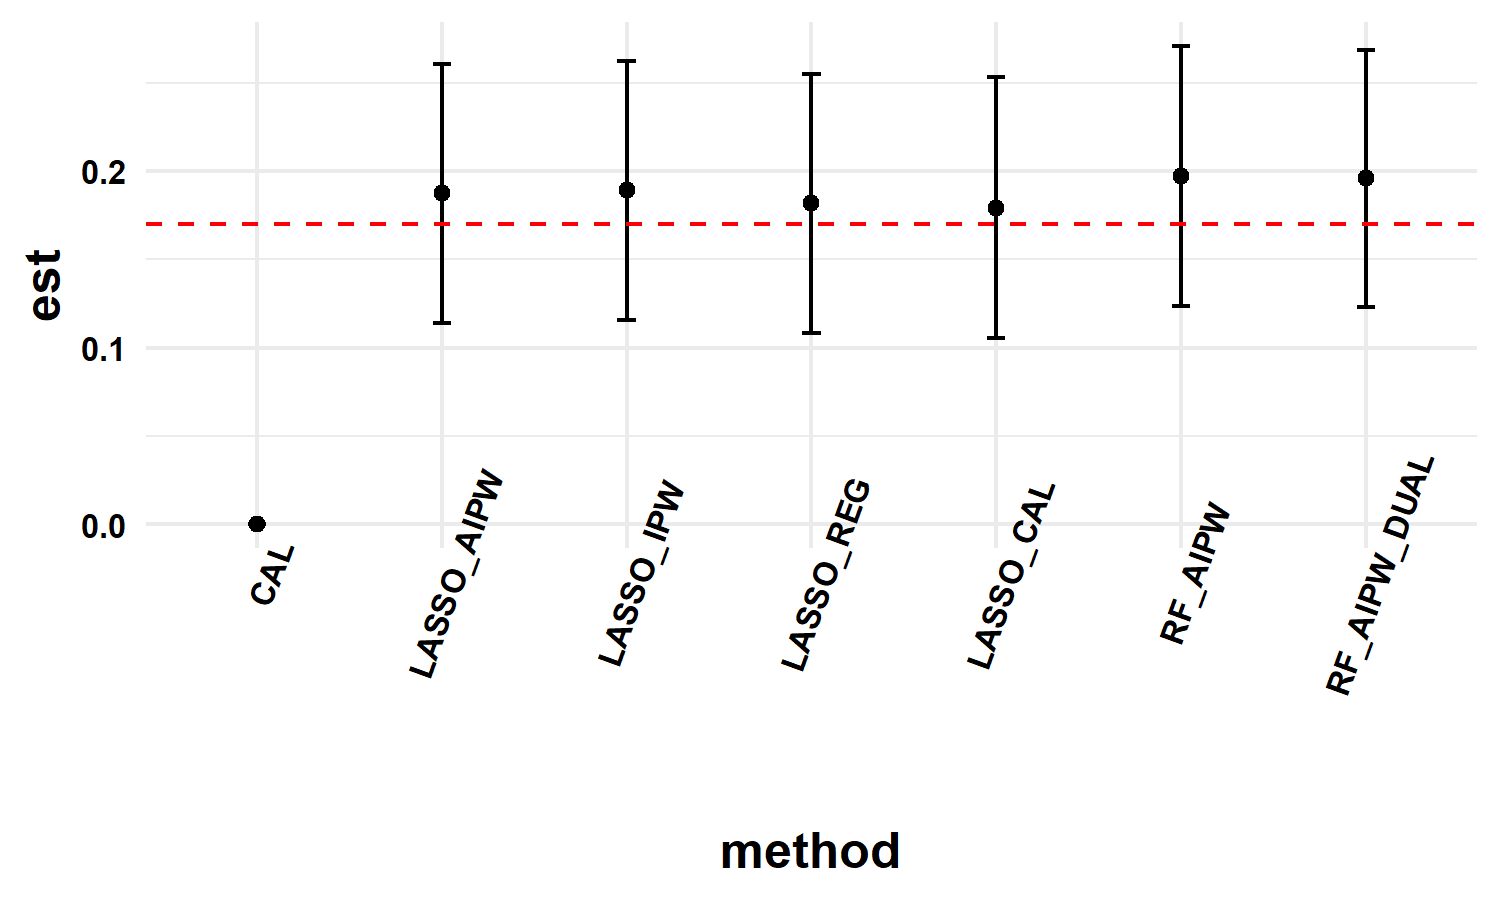 est
0.2
0.1
0.0
CAL
LASSO_AIPW
LASSO_IPW
LASSO_REG
LASSO_CAL
RF_AIPW
RF_AIPW_DUAL
method